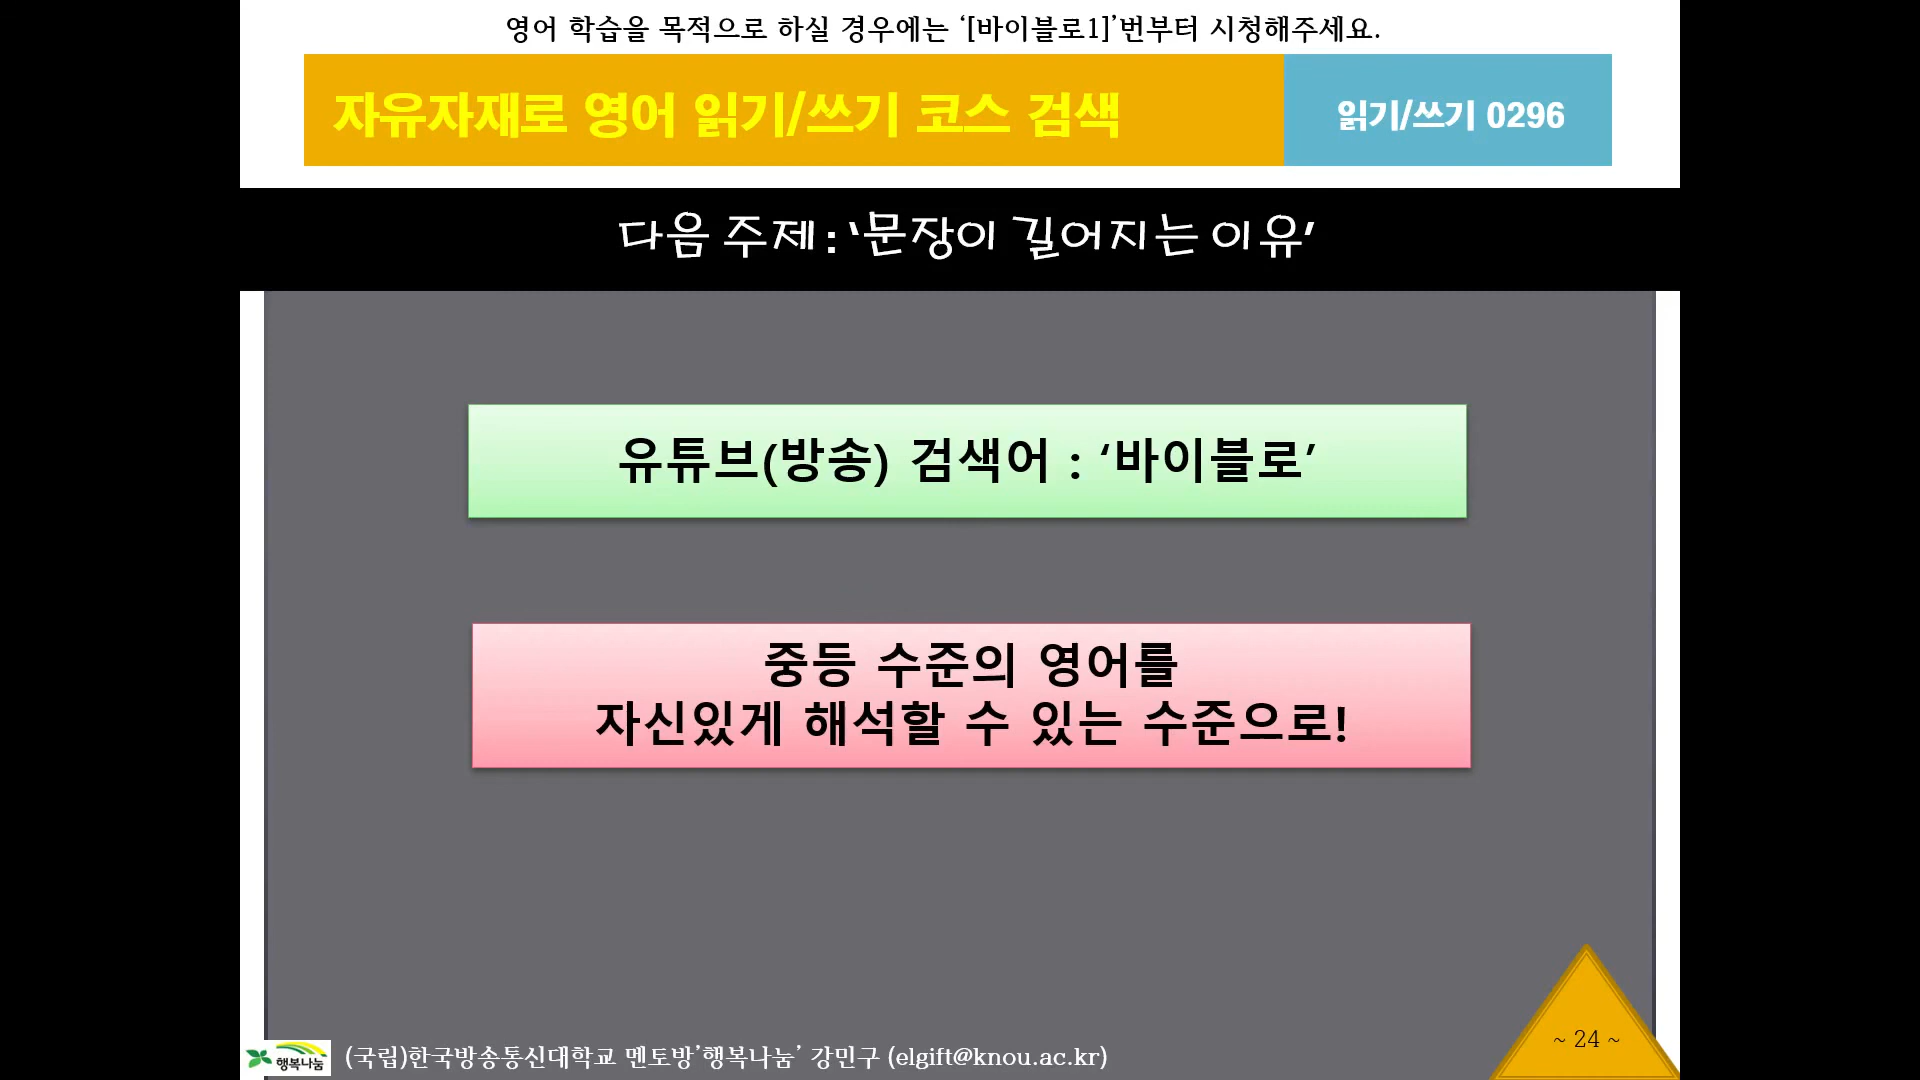 영어 학습을 목적으로 하실 경우에는 ‘[바이블로1]’번부터 시청해주세요.
자유자재로 영어 읽기/쓰기 코스 검색
읽기/쓰기 0296
다음 주제 : ‘문장이 길어지는 이유’
유튜브(방송) 검색어 : ‘바이블로’
중등 수준의 영어를
자신있게 해석할 수 있는 수준으로!
~ 24 ~
행복나눔
(국립)한국방송통신대학교 멘토방’행복나눔’ 강민구 (elgift@knou.ac.kr)